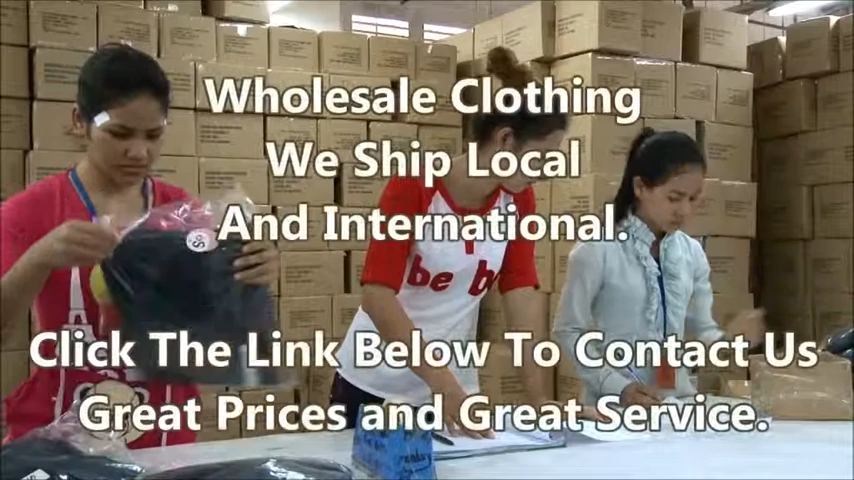 Wholesale Clothing
We Ship Local
And International,
be b
Click The Link Below To Contact Us
Great Prices and Great Service.